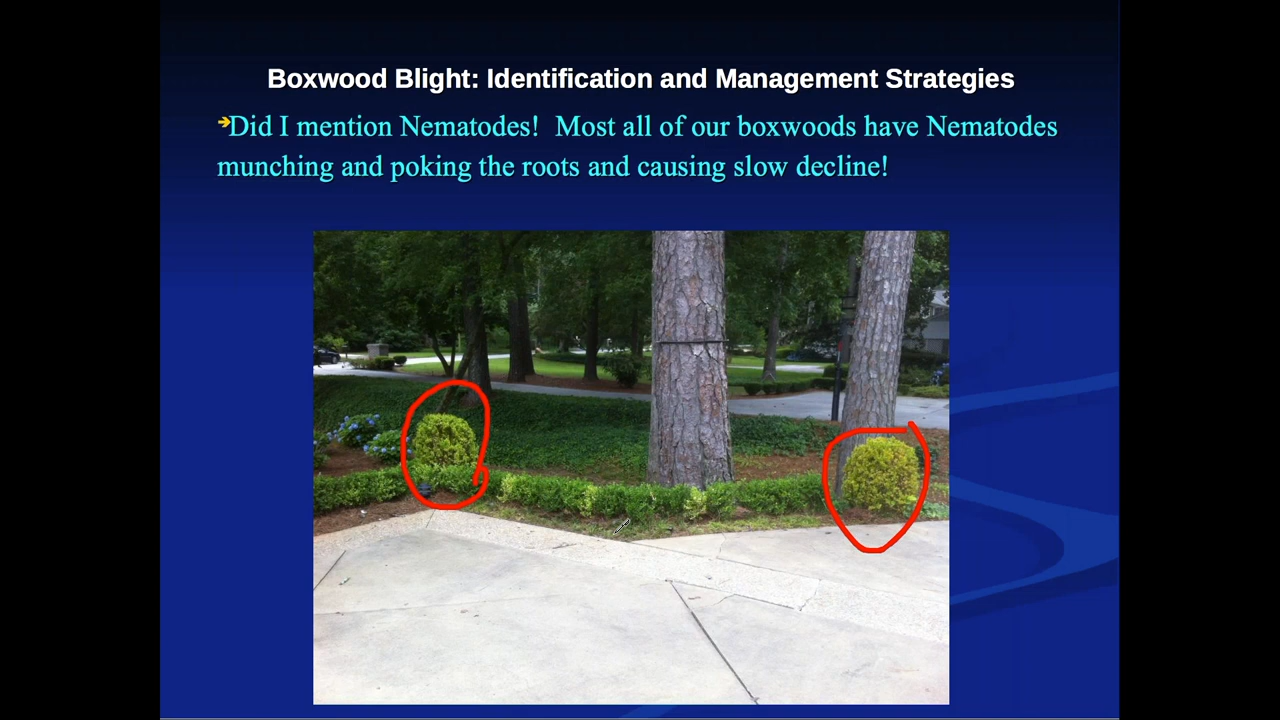 Boxwood Blight: Identification and Management Strategies
➔Did I mention Nematodes!  Most all of our boxwoods have Nematodes
munching and poking the roots and causing slow decline!